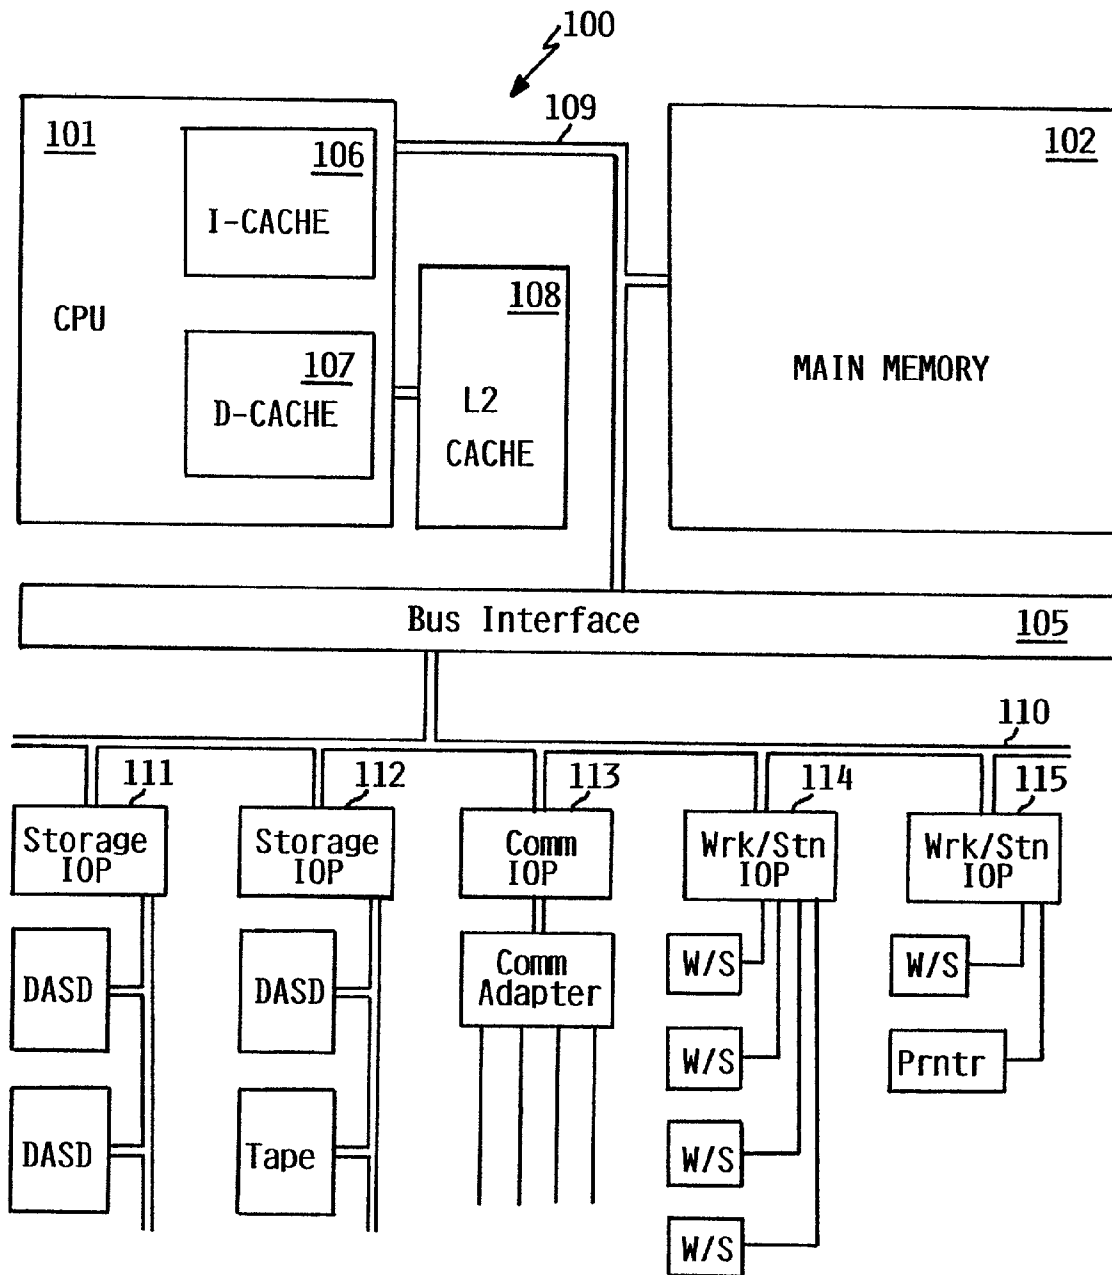 100
109
101
106
I-CACHE
CPU
107
D-CACHE
108
L2
CACHE
102
MAIN MEMORY
Bus Interface
105
110
111
112
113
114
115
Storage
IOP
Storage
IOP
Comm
IOP
Wrk/Stn
IOP
Wrk/Stn
IOP
DASD
DASD
DASD
Tape
Comm
Adapter
W/S
W/S
W/S
W/S
W/S
Prntr